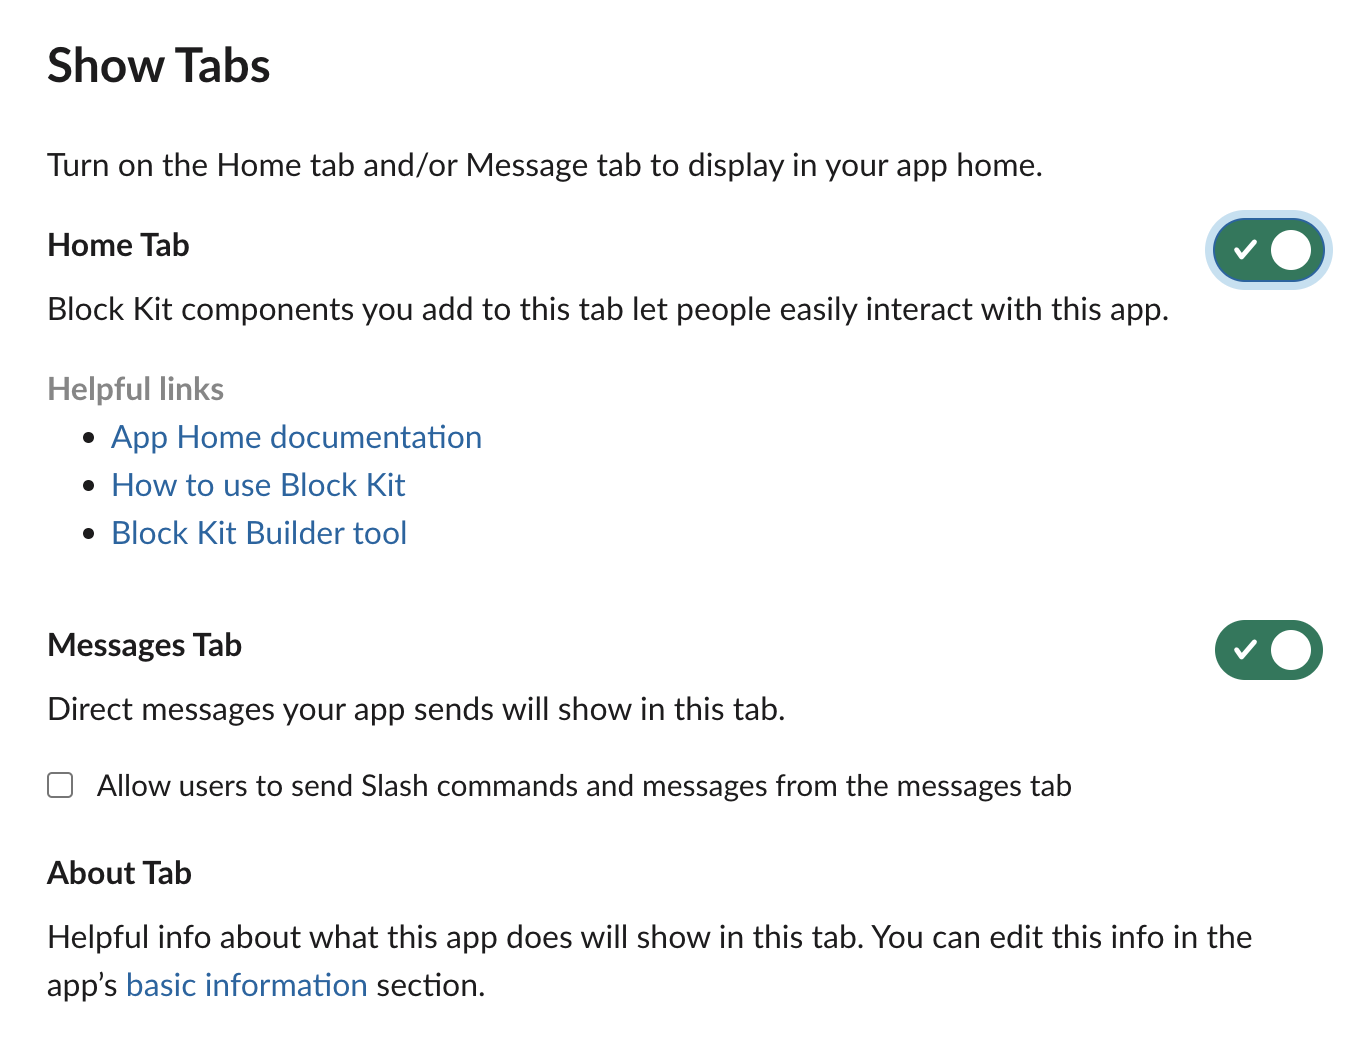 Show Tabs
Turn on the Home tab and/or Message tab to display in your app home.
Home Tab
Block Kit components you add to this tab let people easily interact with this app.
Helpful links
App Home documentation
How to use Block Kit
Block Kit Builder tool
Messages Tab
Direct messages your app sends will show in this tab.
Allow users to send Slash commands and messages from the messages tab
About Tab
Helpful info about what this app does will show in this tab. You can edit this info in the
app’s basic information section.